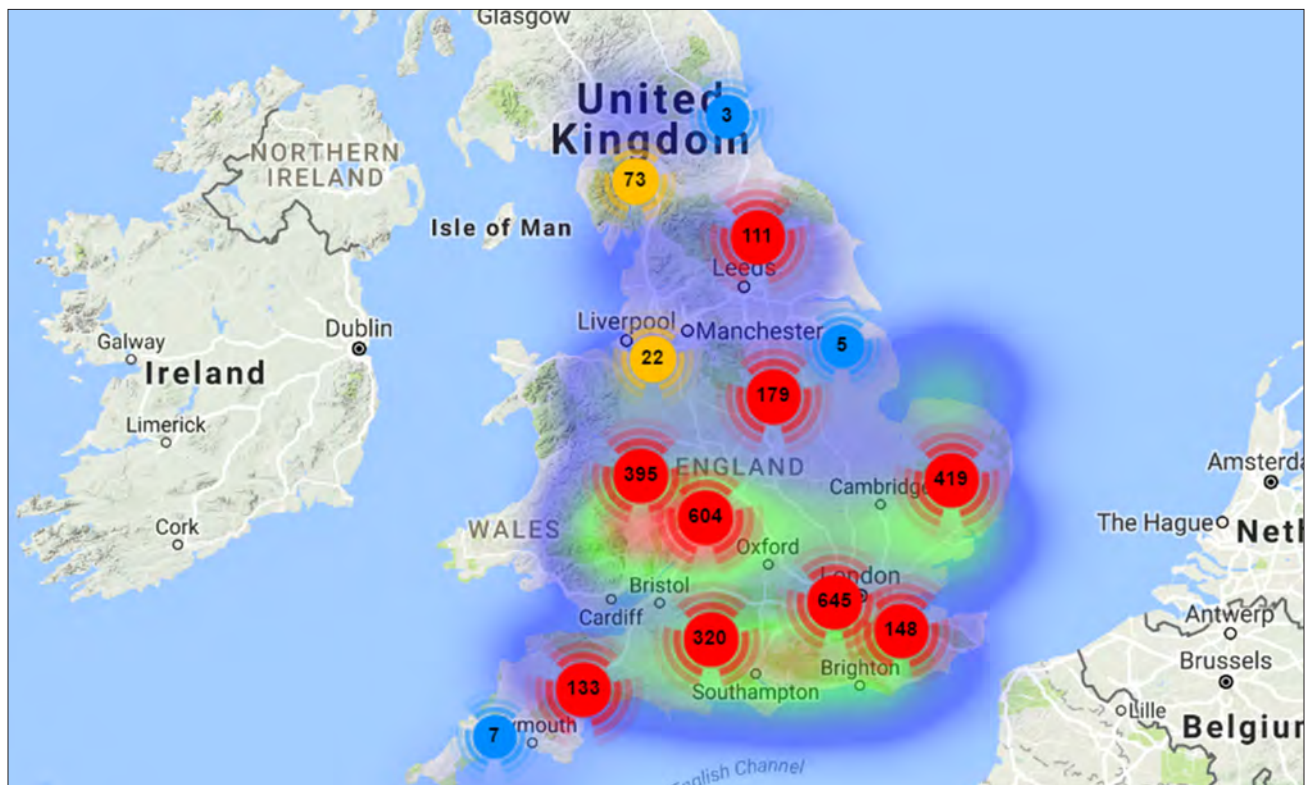 Glasgow
United
Kingdom
3
NORTHERN
IRELAND
73
Isle of Man
111
Leeds
Liverpool
Manchester
Dublin
Galway
Ireland
22
5
179
Limerick
395
ENGLAND
419
Cambridge
Amsterda
604
WALES
Cork
The Hague
Neth
Oxford
London
Bristol
Cardiff
645
148
320
Antwerp
Brighton
Southampton
Brussels
133
Lille
7
ymouth
Belgiur
English Channel